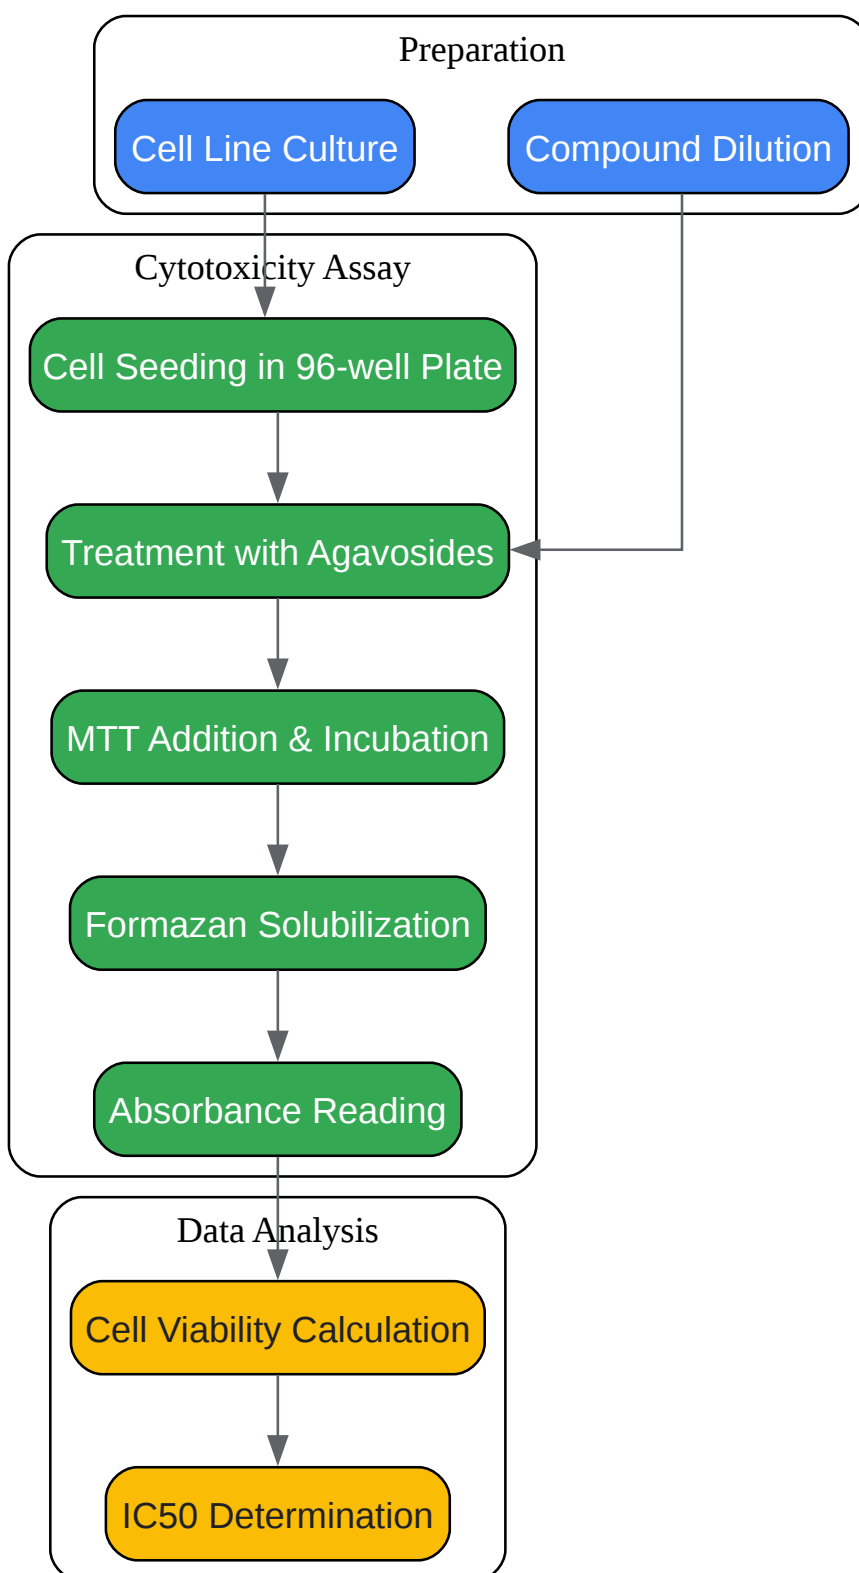 Preparation
Cell Line Culture
Compound Dilution
Cytotoxicity Assay
Cell Seeding in 96-well Plate
Treatment with Agavosides
MTT Addition & Incubation
Formazan Solubilization
Absorbance Reading
Data Analysis
Cell Viability Calculation
IC50 Determination